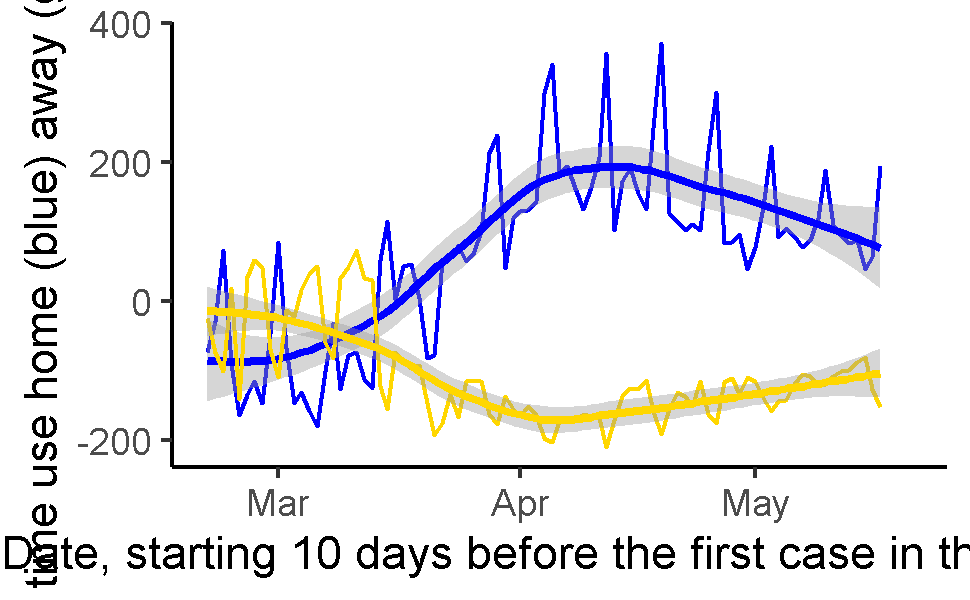 time use home (blue) away (
400
200
0
-200
Mar Apr May
Date, starting 10 days before the first case in th